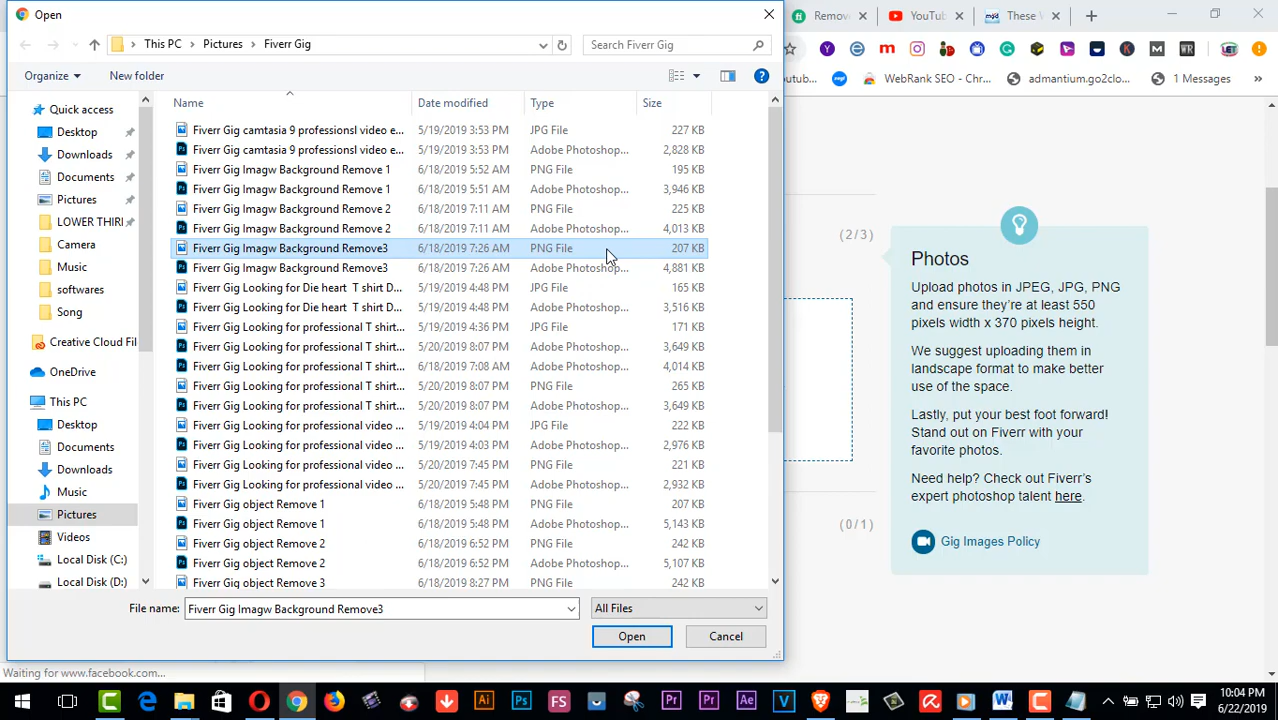 Open
Remov
YouTu
These V
This PC > Pictures > Fiverr Gig
Search Fiverr Gig
Organize
New folder
outub...
WebRank SEO - Chr...
admantium.go2clo...
1 Messages
Name
Date modified
Type
Size
Quick access
Desktop
Downloads
Documents
Pictures
LOWER THIRI
Camera
Music
softwares
Song
Creative Cloud Fil
OneDrive
This PC
Desktop
Documents
Downloads
Music
Pictures
Videos
Local Disk (C:)
Local Disk (D:)
Fiverr Gig camtasia 9 professionsl video e... 5/19/2019 3:53 PM JPG File 227 KB
Fiverr Gig camtasia 9 professionsl video e... 5/19/2019 3:53 PM Adobe Photoshop... 2,828 KB
Fiverr Gig Imagw Background Remove 1 6/18/2019 5:52 AM PNG File 195 KB
Fiverr Gig Imagw Background Remove 1 6/18/2019 5:51 AM Adobe Photoshop... 3,946 KB
Fiverr Gig Imagw Background Remove 2 6/18/2019 7:11 AM PNG File 225 KB
Fiverr Gig Imagw Background Remove 2 6/18/2019 7:11 AM Adobe Photoshop... 4,013 KB
Fiverr Gig Imagw Background Remove3 6/18/2019 7:26 AM PNG File 207 KB
Fiverr Gig Imagw Background Remove3 6/18/2019 7:26 AM Adobe Photoshop... 4,881 KB
Fiverr Gig Looking for Die heart T shirt D... 5/19/2019 4:48 PM JPG File 165 KB
Fiverr Gig Looking for Die heart T shirt D... 5/19/2019 4:48 PM Adobe Photoshop... 3,516 KB
Fiverr Gig Looking for professional T shirt... 5/19/2019 4:36 PM JPG File 171 KB
Fiverr Gig Looking for professional T shirt... 5/20/2019 8:07 PM Adobe Photoshop... 3,649 KB
Fiverr Gig Looking for professional T shirt... 6/18/2019 7:08 AM Adobe Photoshop... 4,014 KB
Fiverr Gig Looking for professional T shirt... 5/20/2019 8:07 PM PNG File 265 KB
Fiverr Gig Looking for professional T shirt... 5/20/2019 8:07 PM Adobe Photoshop... 3,649 KB
Fiverr Gig Looking for professional video ... 5/19/2019 4:04 PM JPG File 222 KB
Fiverr Gig Looking for professional video ... 5/19/2019 4:03 PM Adobe Photoshop... 2,976 KB
Fiverr Gig Looking for professional video ... 5/20/2019 7:45 PM PNG File 221 KB
Fiverr Gig Looking for professional video ... 5/20/2019 7:45 PM Adobe Photoshop... 2,932 KB
Fiverr Gig object Remove 1 6/18/2019 5:48 PM PNG File 207 KB
Fiverr Gig object Remove 1 6/18/2019 5:48 PM Adobe Photoshop... 5,143 KB
Fiverr Gig object Remove 2 6/18/2019 6:52 PM PNG File 242 KB
Fiverr Gig object Remove 2 6/18/2019 6:52 PM Adobe Photoshop... 5,107 KB
Fiverr Gig object Remove 3 6/18/2019 8:27 PM PNG File 242 KB
File name: Fiverr Gig Imagw Background Remove3
All Files
Open
Cancel
(2/3)
(0/1)
Photos
Upload photos in JPEG, JPG, PNG
and ensure they're at least 550
pixels width x 370 pixels height.
We suggest uploading them in
landscape format to make better
use of the space.
Lastly, put your best foot forward!
Stand out on Fiverr with your
favorite photos.
Need help? Check out Fiverr's
expert photoshop talent here.
Gig Images Policy
Waiting for www.facebook.com...
10:04 PM
6/22/2019